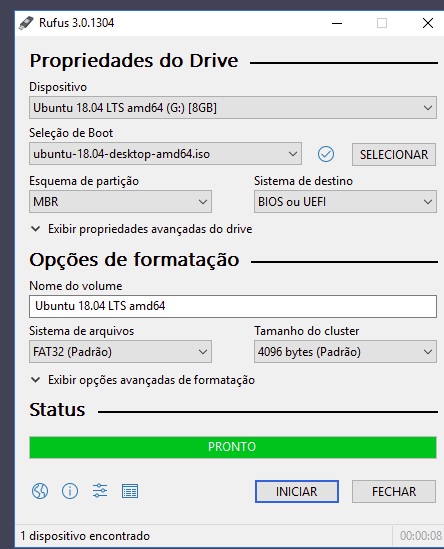 Rufus 3.0.1304
Propriedades do Drive
Dispositivo
Ubuntu 18.04 LTS amd64 (G:) [8GB]
Seleção de Boot
ubuntu-18.04-desktop-amd64.iso
SELECIONAR
Esquema de partição
Sistema de destino
MBR
BIOS ou UEFI
Exibir propriedades avançadas do drive
Opções de formatação
Nome do volume
Ubuntu 18.04 LTS amd64
Sistema de arquivos
Tamanho do cluster
FAT32 (Padrão)
4096 bytes (Padrão)
Exibir opções avançadas de formatação
Status
PRONTO
INICIAR
FECHAR
1 dispositivo encontrado
00:00:08